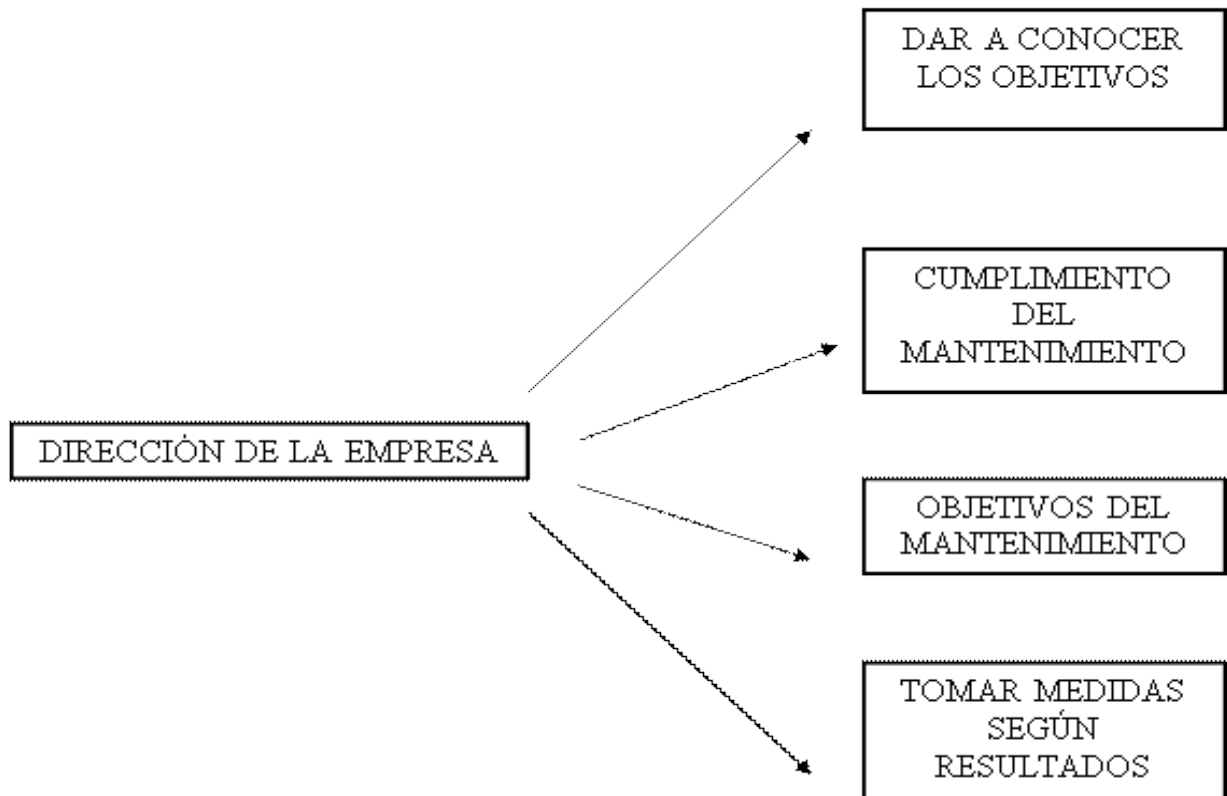 DAR A CONOCER
LOS OBJETIVOS
CUMPLIMIENTO
DEL
MANTENIMIENTO
DIRECCIÓN DE LA EMPRESA
OBJETIVOS DEL
MANTENIMIENTO
TOMAR MEDIDAS
SEGÚN
RESULTADOS